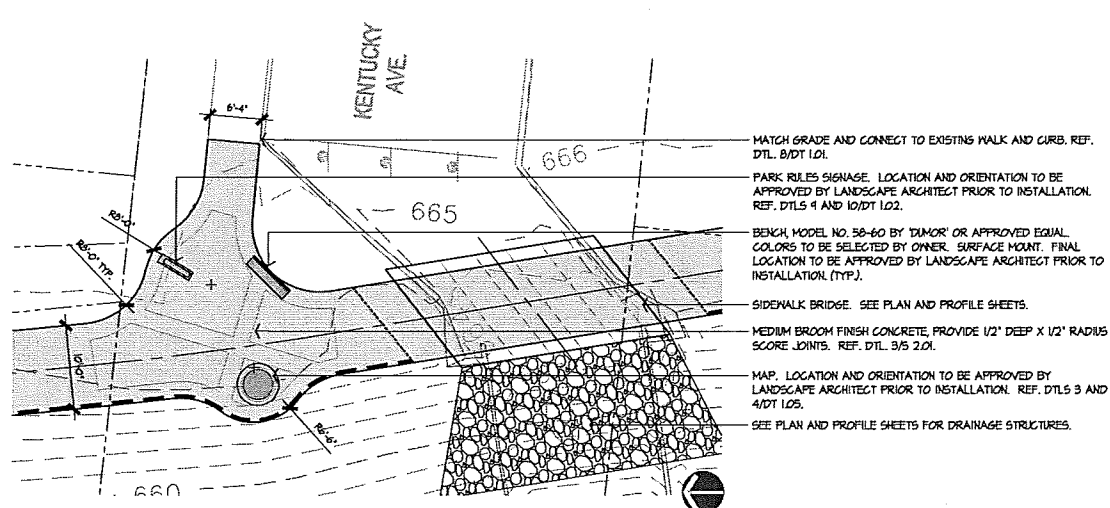 KENTUCKY
AVE.
6'-4"
666
665
660
R8'-0"
R8'-0" TYP.
10'-0"
R6'-6"
MATCH GRADE AND CONNECT TO EXISTING WALK AND CURB. REF.
DTL. 8/DT 1.01.
PARK RULES SIGNAGE. LOCATION AND ORIENTATION TO BE
APPROVED BY LANDSCAPE ARCHITECT PRIOR TO INSTALLATION.
REF. DTLS 9 AND 10/DT 1.02.
BENCH, MODEL NO. 58-60 BY 'DUMOR' OR APPROVED EQUAL.
COLORS TO BE SELECTED BY OWNER. SURFACE MOUNT. FINAL
LOCATION TO BE APPROVED BY LANDSCAPE ARCHITECT PRIOR TO
INSTALLATION. (TYP.).
SIDEWALK BRIDGE. SEE PLAN AND PROFILE SHEETS.
MEDIUM BROOM FINISH CONCRETE, PROVIDE 1/2" DEEP X 1/2" RADIUS
SCORE JOINTS. REF. DTL. 3/S 2.01.
MAP. LOCATION AND ORIENTATION TO BE APPROVED BY
LANDSCAPE ARCHITECT PRIOR TO INSTALLATION. REF. DTLS 3 AND
4/DT 1.05.
SEE PLAN AND PROFILE SHEETS FOR DRAINAGE STRUCTURES.